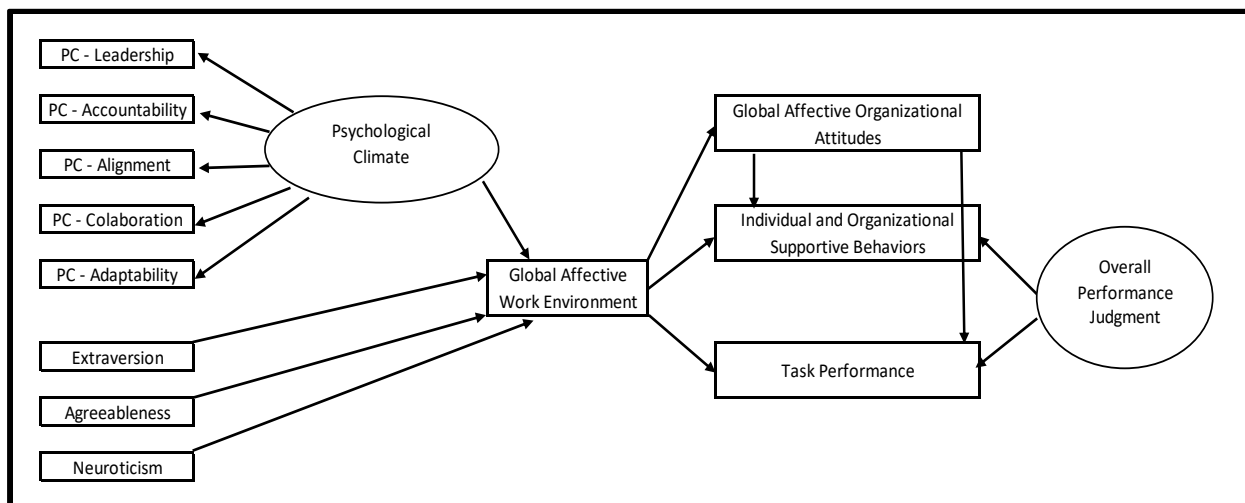 PC - Leadership
PC - Accountability
PC - Alignment
PC - Colaboration
PC - Adaptability
Extraversion
Agreeableness
Neuroticism
Psychological
Climate
Global Affective
Work Environment
Global Affective Organizational
Attitudes
Individual and Organizational
Supportive Behaviors
Task Performance
Overall
Performance
Judgment